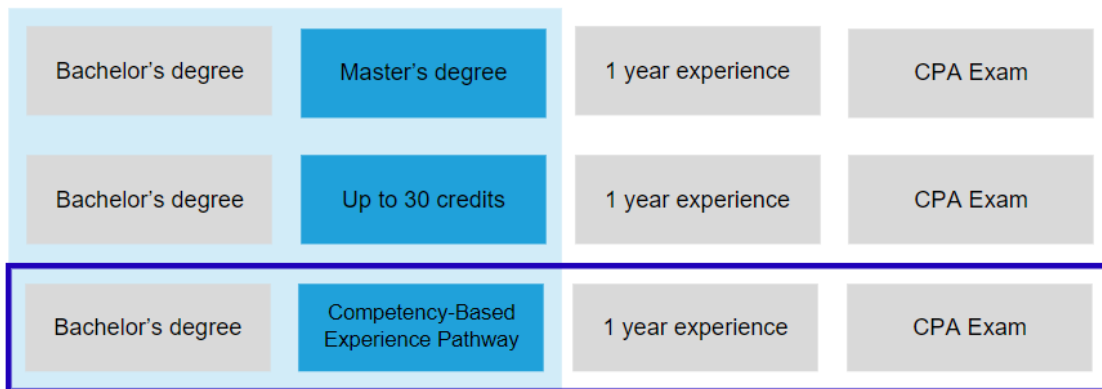 Bachelor’s degree
Master’s degree
1 year experience
CPA Exam
Bachelor’s degree
Up to 30 credits
1 year experience
CPA Exam
Bachelor’s degree
Competency-Based
Experience Pathway
1 year experience
CPA Exam